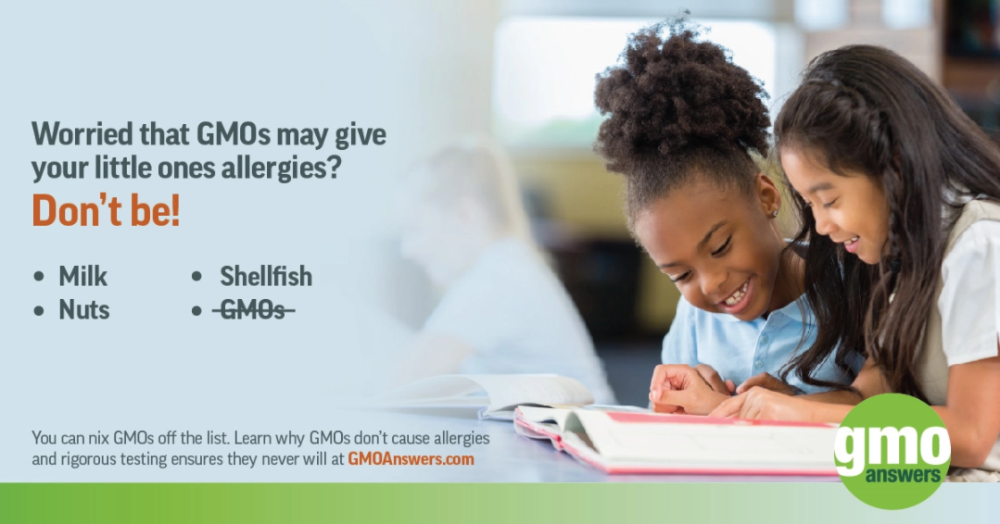 Worried that GMOs may give
your little ones allergies?
Don't be!
• Milk
• Nuts
• Shellfish
• GMOs
You can nix GMOs off the list. Learn why GMOs don't cause allergies
and rigorous testing ensures they never will at GMOAnswers.com
gmo
answers